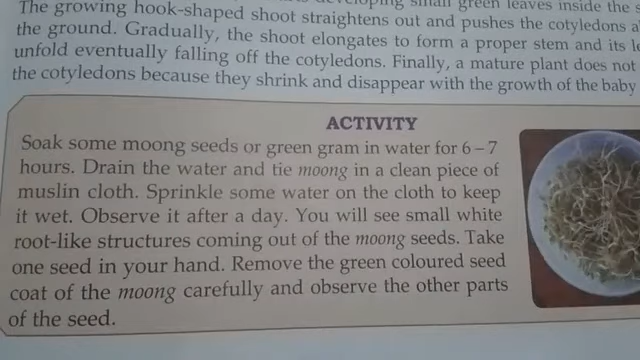 developing small green leaves inside the
The growing hook-shaped shoot straightens out and pushes the cotyledons
the ground. Gradually, the shoot elongates to form a proper stem and its
unfold eventually falling off the cotyledons. Finally, a mature plant does not
the cotyledons because they shrink and disappear with the growth of the baby
ACTIVITY
Soak some moong seeds or green gram in water for 6 – 7
hours. Drain the water and tie moong in a clean piece of
muslin cloth. Sprinkle some water on the cloth to keep
it wet. Observe it after a day. You will see small white
root-like structures coming out of the moong seeds. Take
one seed in your hand. Remove the green coloured seed
coat of the moong carefully and observe the other parts
of the seed.